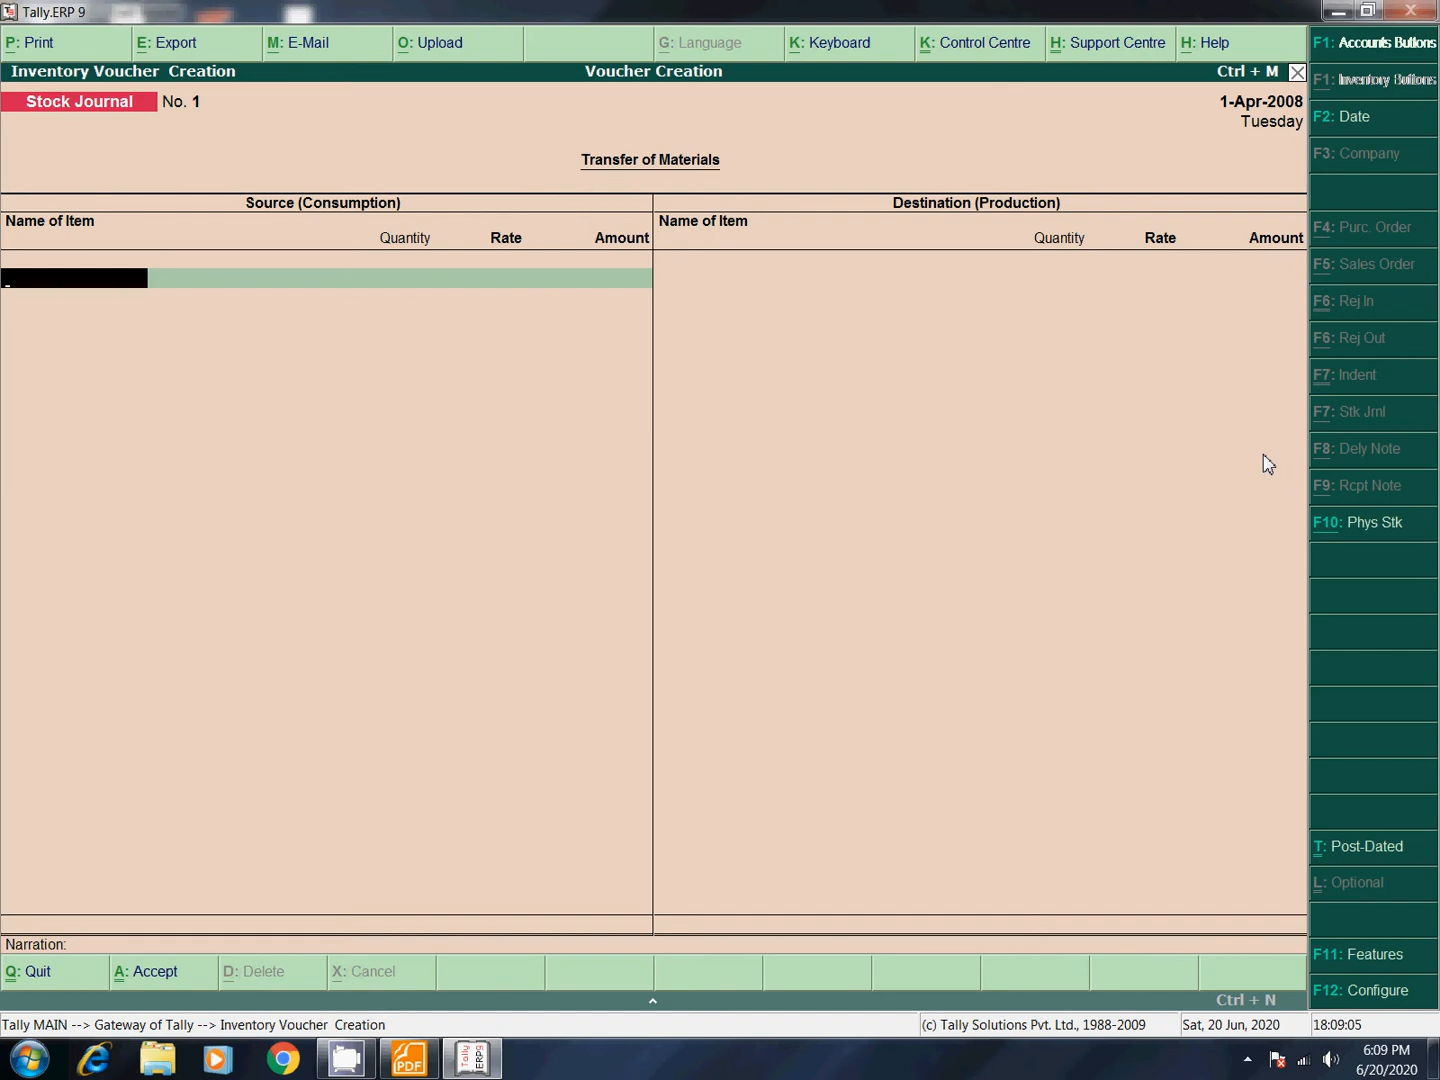 Tally.ERP 9
P: Print
E: Export
M: E-Mail
O: Upload
G: Language
K: Keyboard
K: Control Centre
H: Support Centre
H: Help
Inventory Voucher Creation
Voucher Creation
Ctrl + M
Stock Journal
No. 1
1-Apr-2008
Tuesday
Transfer of Materials
Source (Consumption)
Destination (Production)
Name of Item
Quantity Rate Amount
Name of Item
Quantity Rate Amount
Narration:
Q: Quit
A: Accept
D: Delete
X: Cancel
Ctrl + N
F1: Accounts Buttons
F1: Inventory Buttons
F2: Date
F3: Company
F4: Purc. Order
F5: Sales Order
F6: Rej In
F6: Rej Out
F7: Indent
F7: Stk Jrnl
F8: Dely Note
F9: Rcpt Note
F10: Phys Stk
T: Post-Dated
L: Optional
F11: Features
F12: Configure
Tally MAIN --> Gateway of Tally --> Inventory Voucher Creation
(c) Tally Solutions Pvt. Ltd., 1988-2009
Sat, 20 Jun, 2020
18:09:05
PDF
Tally
ERP9
6:09 PM
6/20/2020